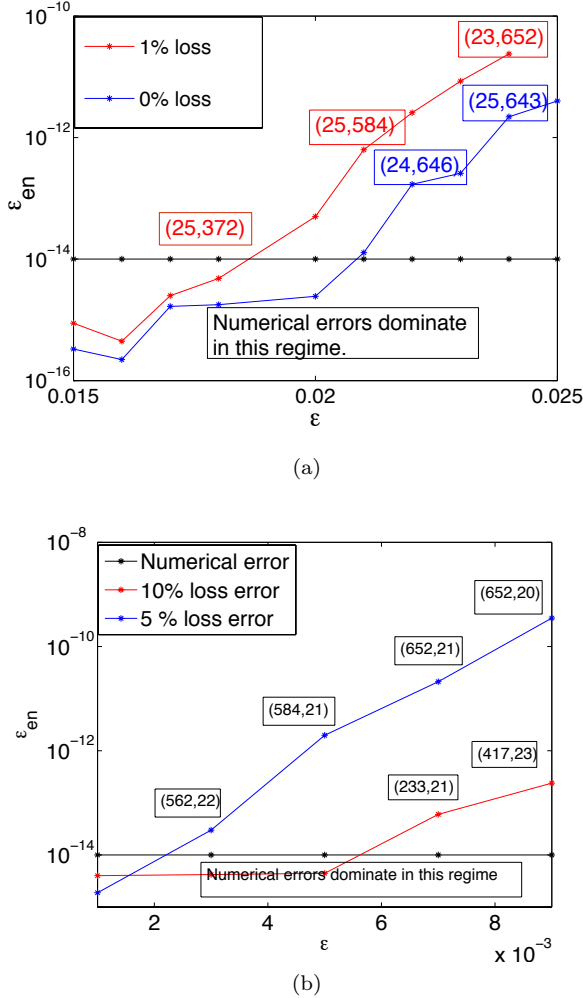 10^-10
1% loss
0% loss
(23,652)
10^-12
(25,584)
(25,643)
(24,646)
ε_en
(25,372)
10^-14
Numerical errors dominate
in this regime.
10^-16
0.015
0.02
0.025
ε
(a)
10^-8
Numerical error
10% loss error
5 % loss error
(652,20)
10^-10
(652,21)
(584,21)
ε_en
10^-12
(417,23)
(562,22)
(233,21)
10^-14
Numerical errors dominate in this regime
2
4
6
8
ε
x 10^-3
(b)